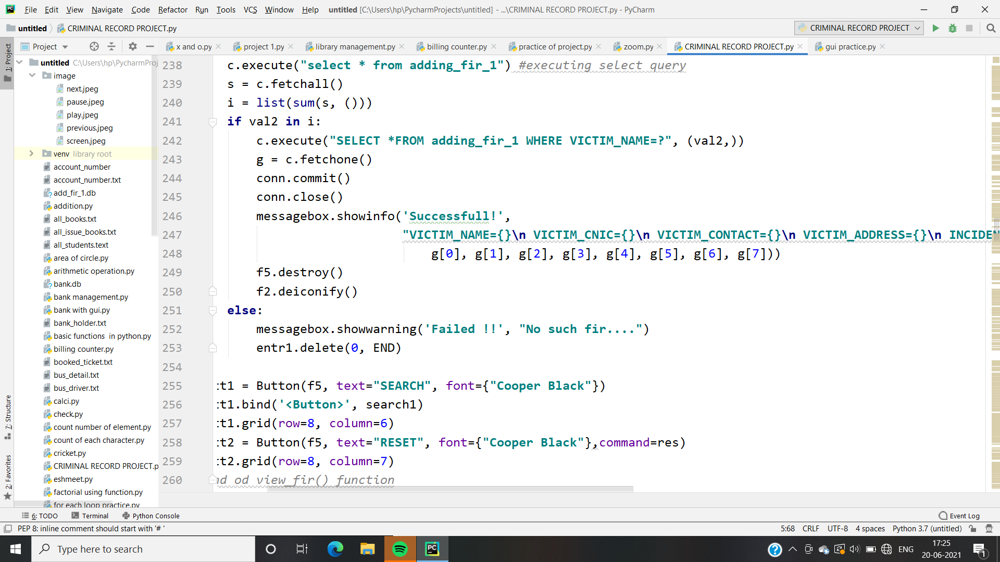 File Edit View Navigate Code Refactor Run Tools VCS Window Help untitled [C:\Users\hp\PycharmProjects\untitled] - ...\CRIMINAL RECORD PROJECT.py - PyCharm
untitled CRIMINAL RECORD PROJECT.py
CRIMINAL RECORD PROJECT
Project
x and o.py project 1.py library management.py billing counter.py practice of project.py zoom.py CRIMINAL RECORD PROJECT.py gui practice.py
1: Project
7: Structure
2: Favorites
untitled C:\Users\hp\PycharmProj
image
next.jpeg
pause.jpeg
play.jpeg
previous.jpeg
screen.jpeg
venv library root
account_number
account_number.txt
add_fir_1.db
addition.py
all_books.txt
all_issue_books.txt
all_students.text
area of circle.py
arithmetic operation.py
bank.db
bank management.py
bank with gui.py
bank_holder.txt
basic functions  in python.py
billing counter.py
booked_ticket.txt
bus_detail.txt
bus_driver.txt
calci.py
check.py
count number of element.py
count of each character.py
cricket.py
CRIMINAL RECORD PROJECT.p
eshmeet.py
factorial using function.py
for each loop practice.py
238 c.execute("select * from adding_fir_1") #executing select query
239 s = c.fetchall()
240 i = list(sum(s, ()))
241 if val2 in i:
242 c.execute("SELECT *FROM adding_fir_1 WHERE VICTIM_NAME=?", (val2,))
243 g = c.fetchone()
244 conn.commit()
245 conn.close()
246 messagebox.showinfo('Successfull!',
247 "VICTIM_NAME={}\n VICTIM_CNIC={}\n VICTIM_CONTACT={}\n VICTIM_ADDRESS={}\n INCIDEN
248 g[0], g[1], g[2], g[3], g[4], g[5], g[6], g[7]))
249 f5.destroy()
250 f2.deiconify()
251 else:
252 messagebox.showwarning('Failed !!', "No such fir....")
253 entr1.delete(0, END)
254
255 tt1 = Button(f5, text="SEARCH", font={"Cooper Black"})
256 tt1.bind('<Button>', search1)
257 tt1.grid(row=8, column=6)
258 tt2 = Button(f5, text="RESET", font={"Cooper Black"},command=res)
259 tt2.grid(row=8, column=7)
260 nd od view_fir() function
6: TODO Terminal Python Console Event Log
PEP 8: inline comment should start with '# ' 5:68 CRLF UTF-8 4 spaces Python 3.7 (untitled)
Type here to search
PC
ENG
17:25
20-06-2021
1